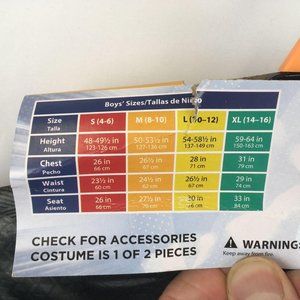 Boys' Sizes/Tallas de Niño
Size S (4-6) M (8-10) L (10-12) XL (14-16)
Talla
Height 48-49½ in 50-53½ in 54-58½ in 59-64 in
Altura 123-126 cm 127-136 cm 137-149 cm 150-163 cm
Chest 26 in 26½ in 28 in 31 in
Pecho 66 cm 67 cm 71 cm 79 cm
Waist 23½ in 24½ in 26½ in 29 in
Cintura 60 cm 62 cm 67 cm 74 cm
Seat 26 in 27½ in 30 in 33 in
Asiento 66 cm 70 cm 76 cm 84 cm
CHECK FOR ACCESSORIES
COSTUME IS 1 OF 2 PIECES
WARNING
Keep away from fire.